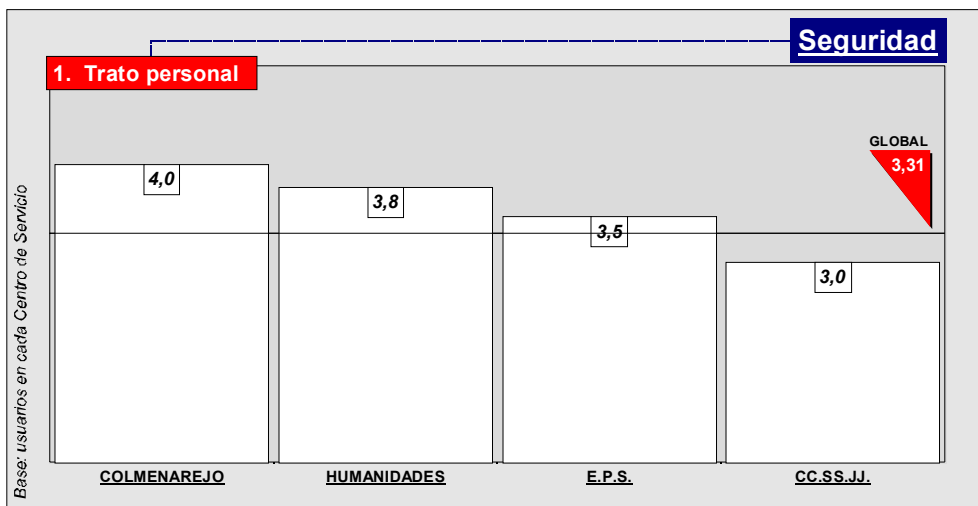 Seguridad
1. Trato personal
GLOBAL
3,31
4,0
3,8
3,5
3,0
Base: usuarios en cada Centro de Servicio
COLMENAREJO
HUMANIDADES
E.P.S.
CC.SS.JJ.